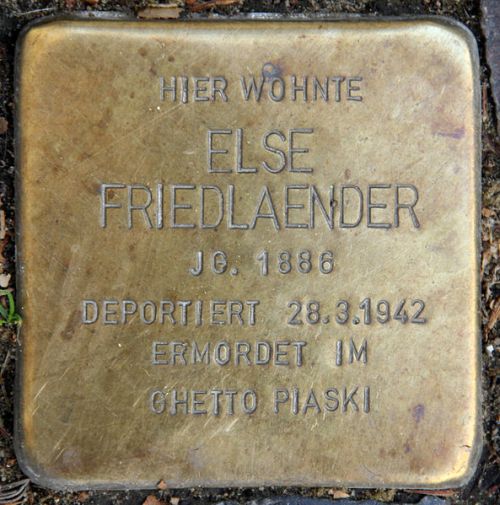 HIER WOHNTE
ELSE
FRIEDLAENDER
JG. 1886
DEPORTIERT 28.3.1942
ERMORDET IM
GHETTO PIASKI